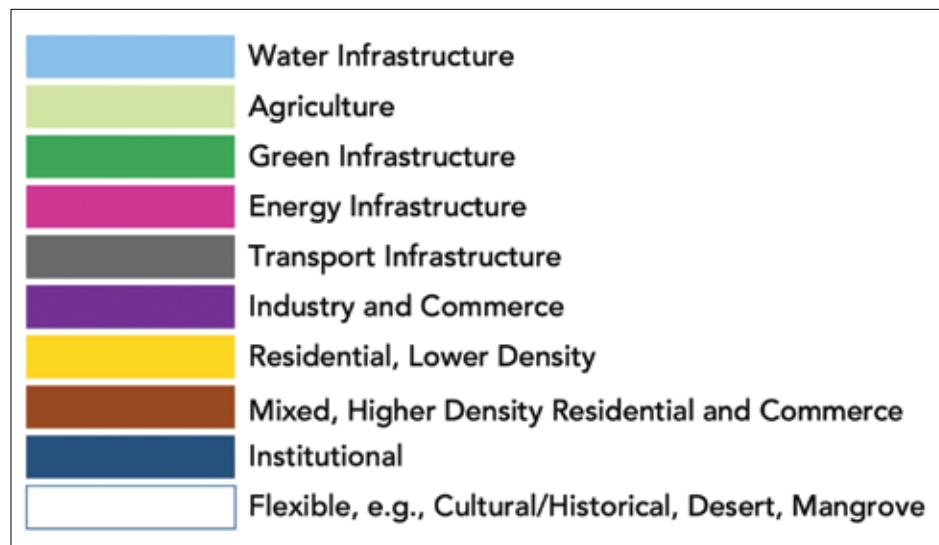 Water Infrastructure
Agriculture
Green Infrastructure
Energy Infrastructure
Transport Infrastructure
Industry and Commerce
Residential, Lower Density
Mixed, Higher Density Residential and Commerce
Institutional
Flexible, e.g., Cultural/Historical, Desert, Mangrove